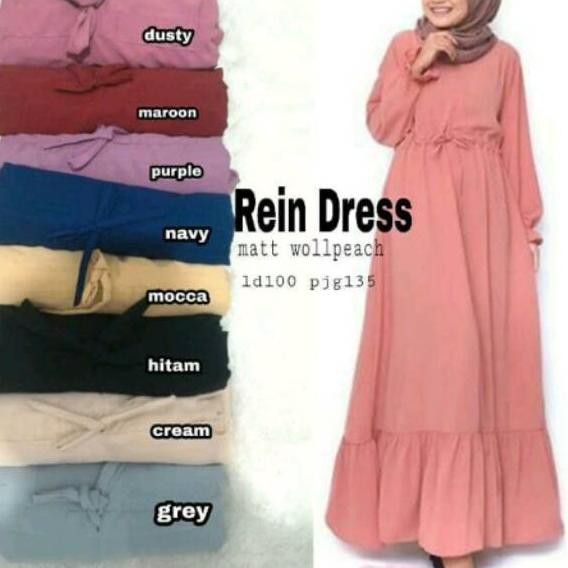 dusty
maroon
purple
navy
mocca
hitam
cream
grey
Rein Dress
matt wollpeach
ld100 pjg135